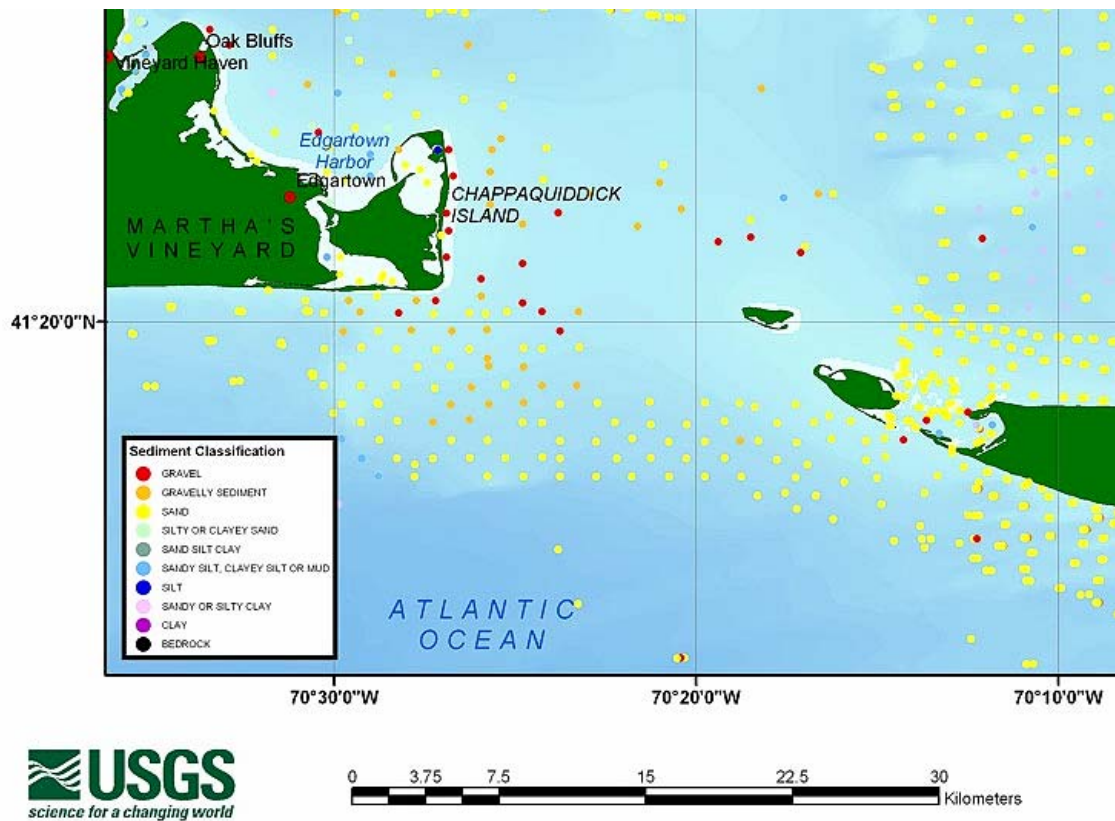 Oak Bluffs
Vineyard Haven
Edgartown
Harbor
Edgartown
CHAPPAQUIDDICK
ISLAND
MARTHA'S
VINEYARD
41°20'0"N
Sediment Classification
GRAVEL
GRAVELLY SEDIMENT
SAND
SILTY OR CLAYEY SAND
SAND SILT CLAY
SANDY SILT, CLAYEY SILT OR MUD
SILT
SANDY OR SILTY CLAY
CLAY
BEDROCK
ATLANTIC
OCEAN
70°30'0"W
70°20'0"W
70°10'0"W
USGS
science for a changing world
0 3.75 7.5 15 22.5 30
Kilometers